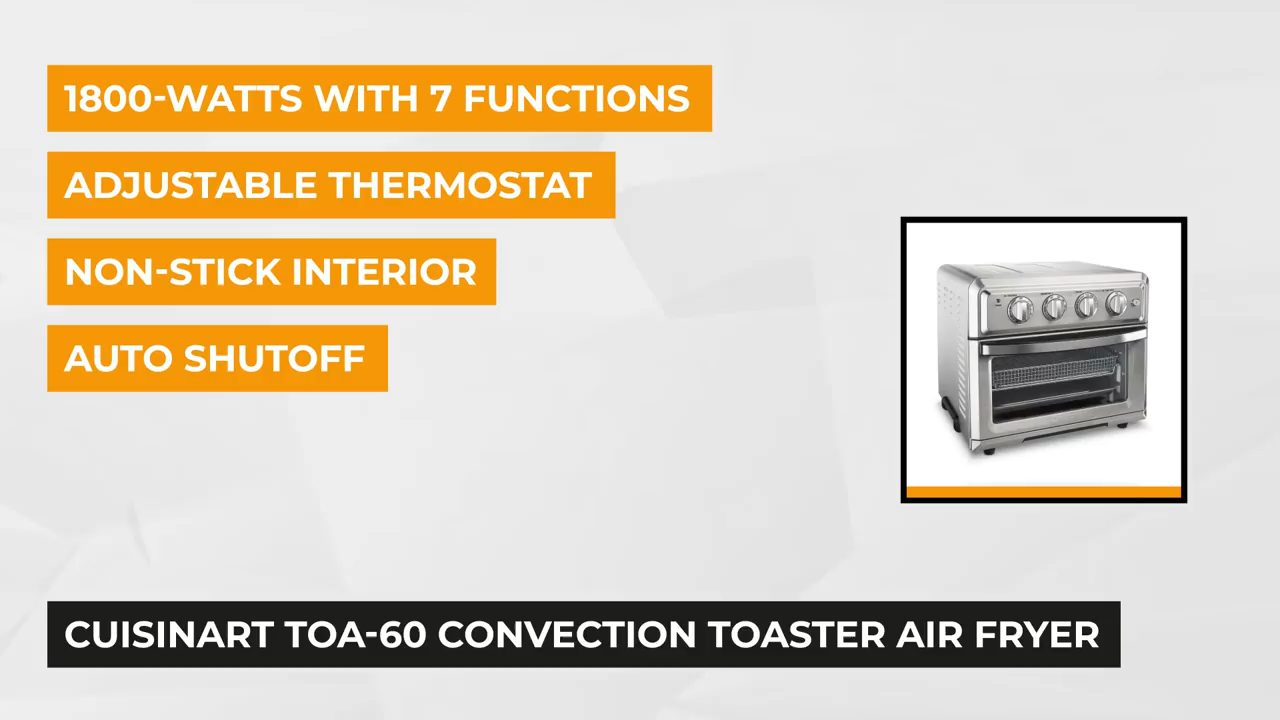 1800-WATTS WITH 7 FUNCTIONS
ADJUSTABLE THERMOSTAT
NON-STICK INTERIOR
AUTO SHUTOFF
CUISINART TOA-60 CONVECTION TOASTER AIR FRYER